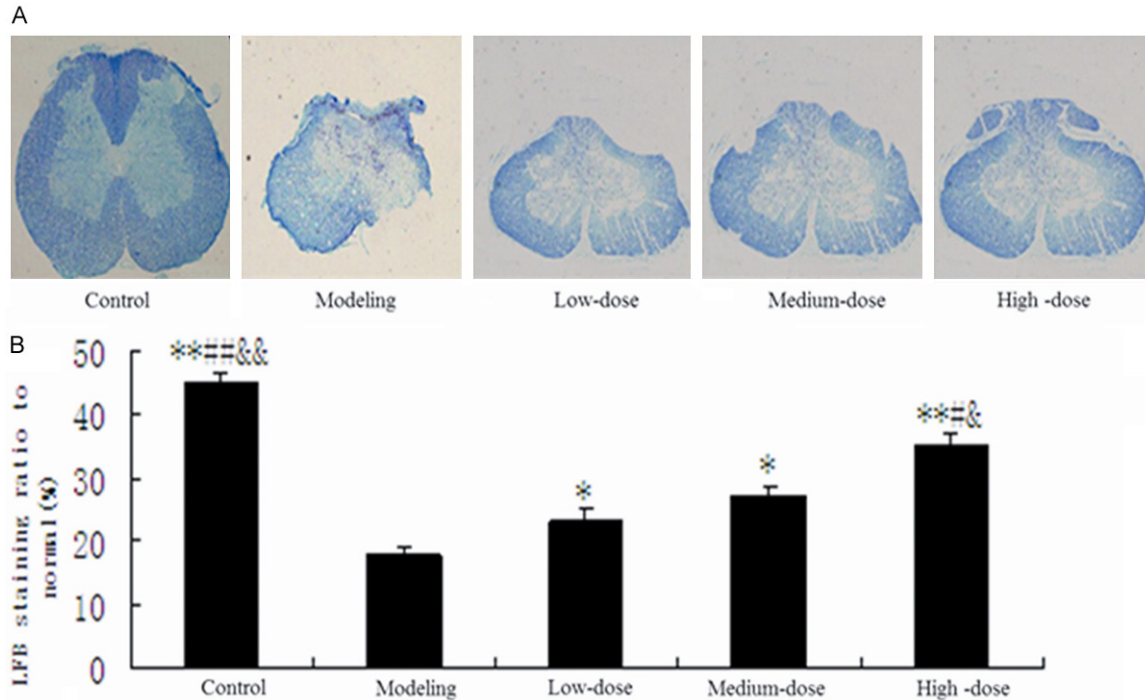 A
Control Modeling Low-dose Medium-dose High -dose
B
LFB staining ratio to
normal(%)
50
40
30
20
10
0
**##&&
*
*
**#&
Control Modeling Low-dose Medium-dose High -dose